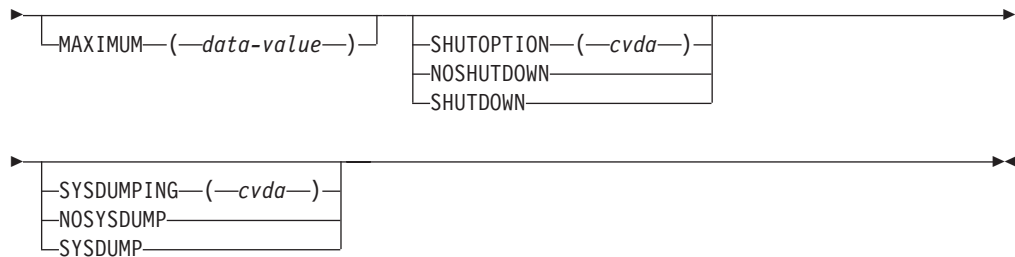 MAXIMUM ( data-value )
SHUTOPTION ( cvda )
NOSHUTDOWN
SHUTDOWN
SYSDUMPING ( cvda )
NOSYSDUMP
SYSDUMP